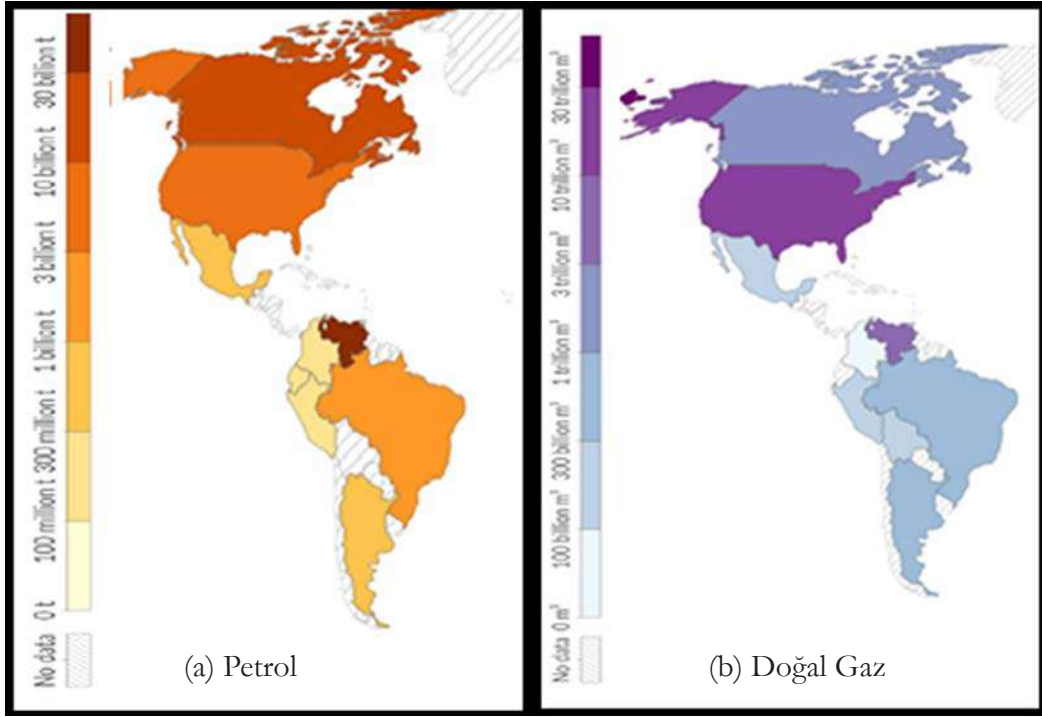 30 billion t
10 billion t
3 billion t
1 billion t
300 million t
100 million t
0 t
No data
(a) Petrol
30 trillion m³
10 trillion m³
3 trillion m³
1 trillion m³
300 billion m³
100 billion m³
0 m³
No data
(b) Doğal Gaz